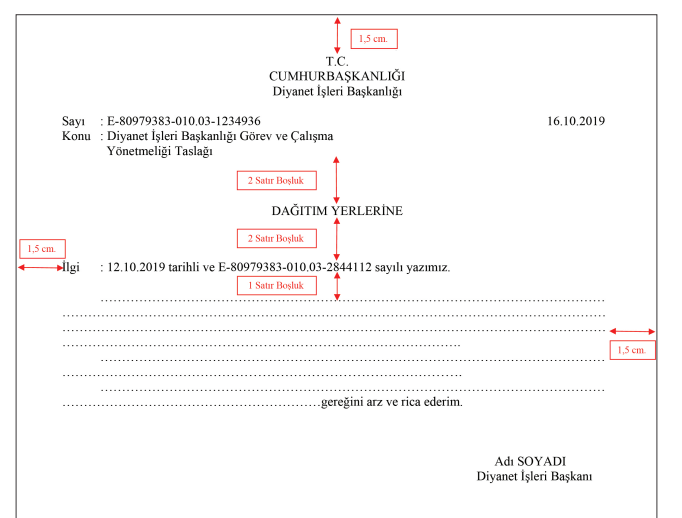 1,5 cm.
T.C.
CUMHURBAŞKANLIĞI
Diyanet İşleri Başkanlığı
Sayı : E-80979383-010.03-1234936 16.10.2019
Konu : Diyanet İşleri Başkanlığı Görev ve Çalışma
Yönetmeliği Taslağı
2 Satır Boşluk
DAĞITIM YERLERİNE
2 Satır Boşluk
1,5 cm.
İlgi : 12.10.2019 tarihli ve E-80979383-010.03-2844112 sayılı yazımız.
1 Satır Boşluk
1,5 cm.
gereğini arz ve rica ederim.
Adı SOYADI
Diyanet İşleri Başkanı